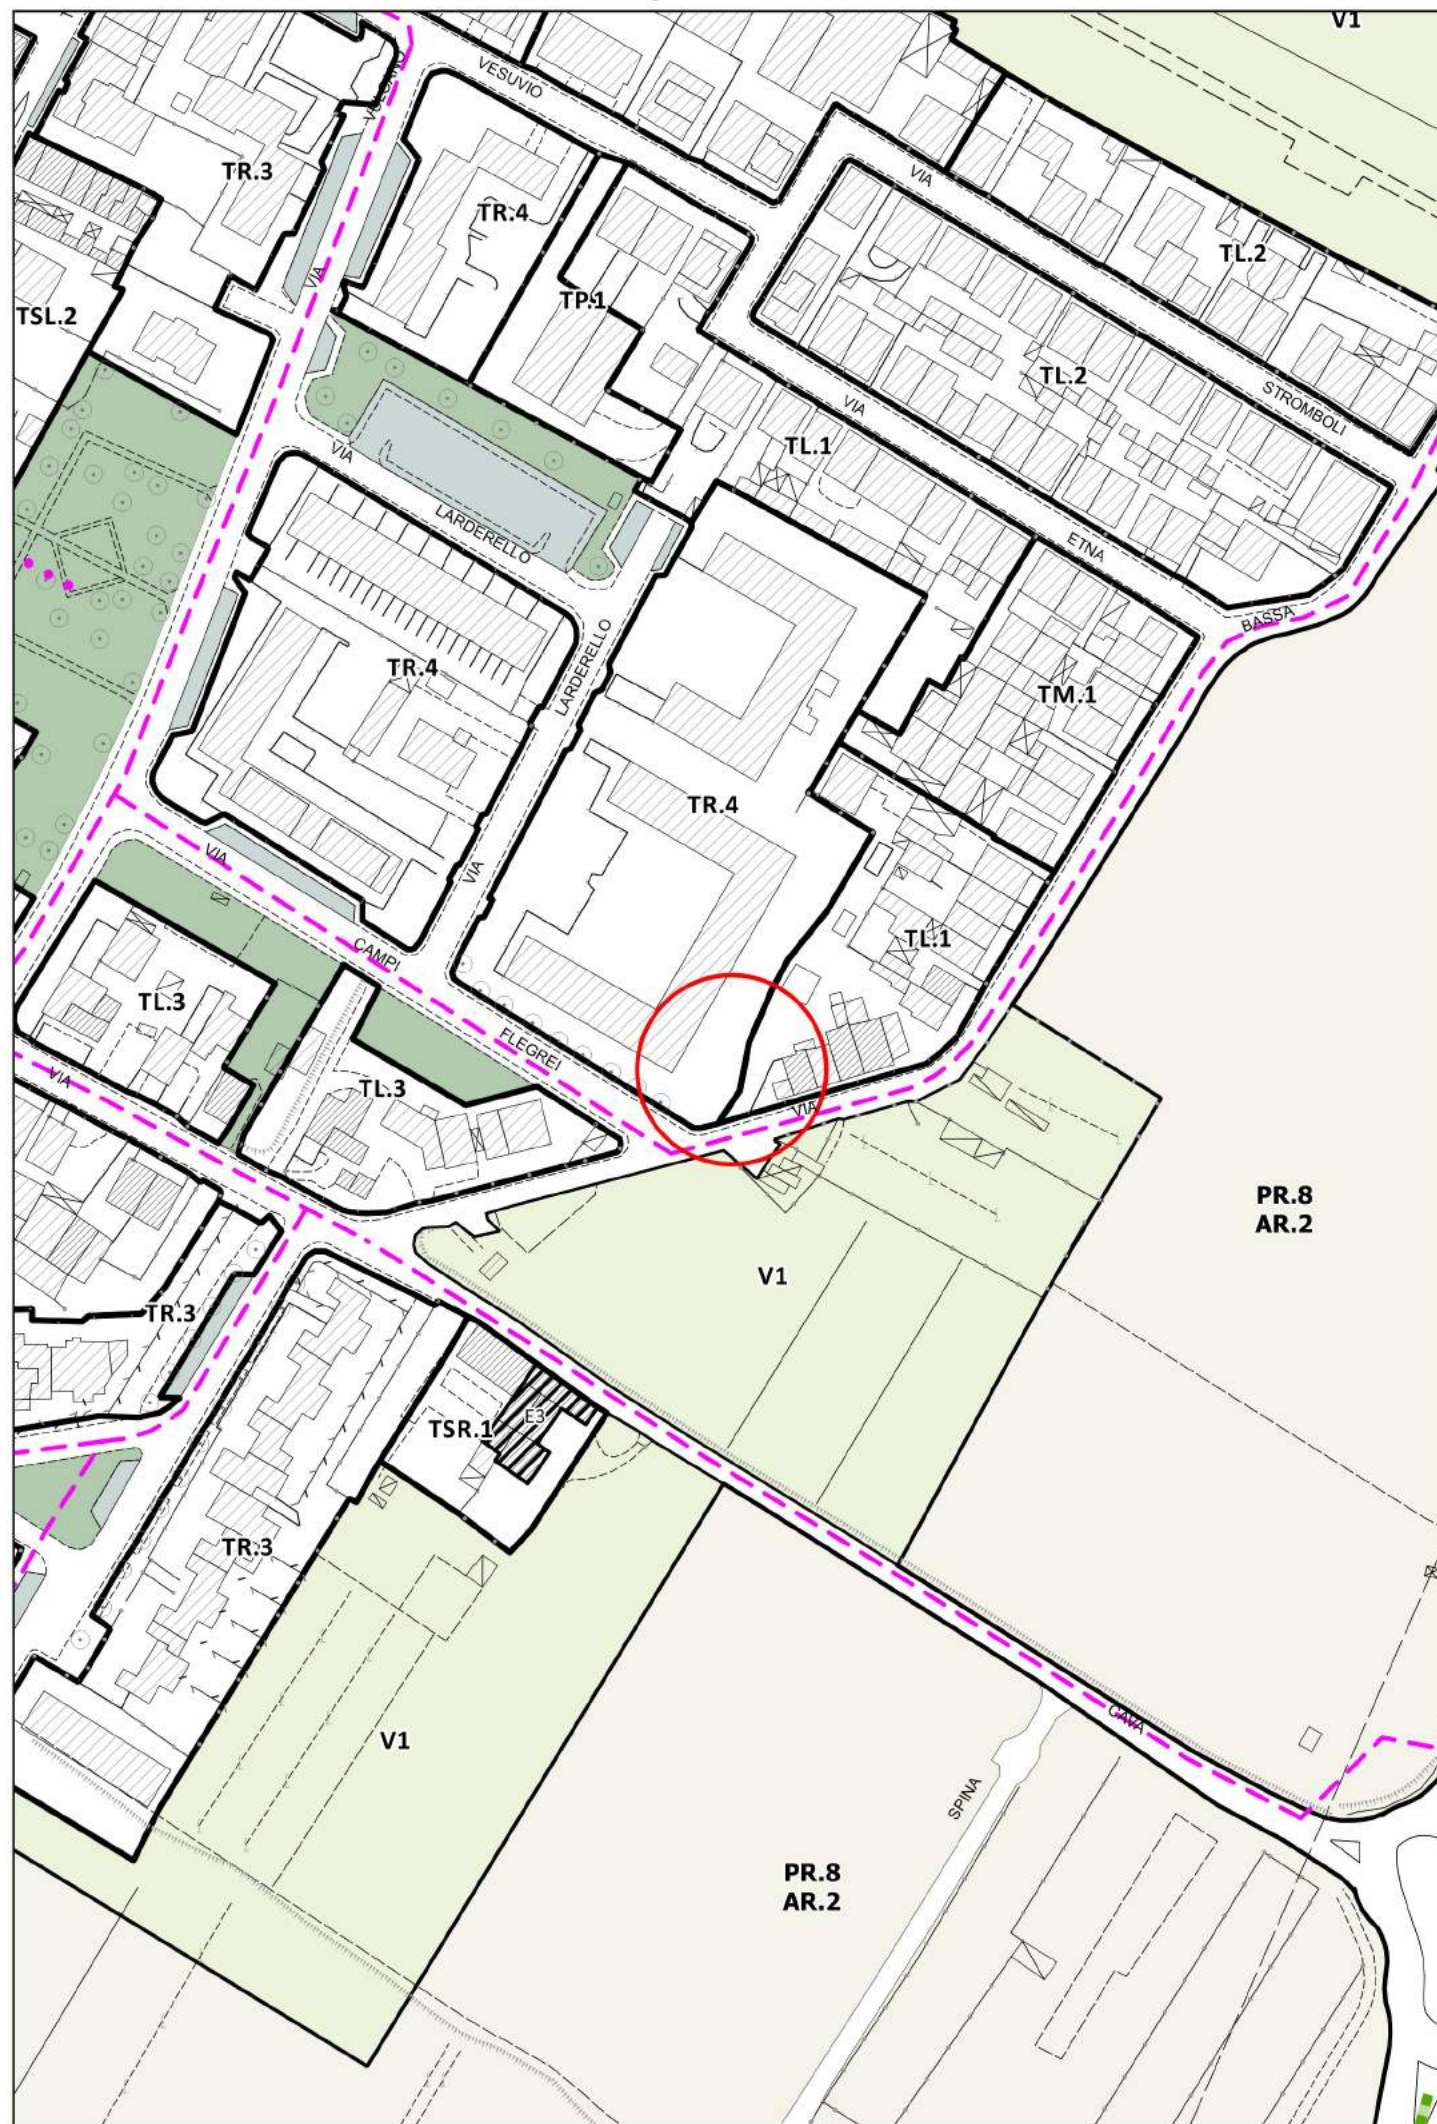 V1
VESUVIO
VULCANO
TR.3
TR.4
VIA
TL.2
VIA
TP.1
TSL.2
TL.2
STROMBOLI
VIA
TL.1
VIA
LARDERELLO
ETNA
BASSA
TR.4
LARDERELLO
TM.1
TR.4
VIA
VIA
CAMPI
TL.1
TL.3
FLEGREI
VIA
TL.3
VIA
PR.8
AR.2
V1
TR.3
TSR.1
E3
TR.3
CAVA
V1
SPINA
PR.8
AR.2